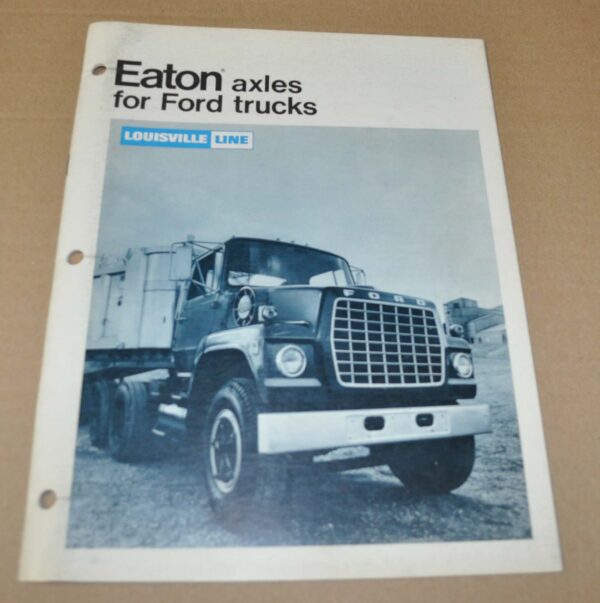 Eaton® axles
for Ford trucks
LOUISVILLE LINE
FORD